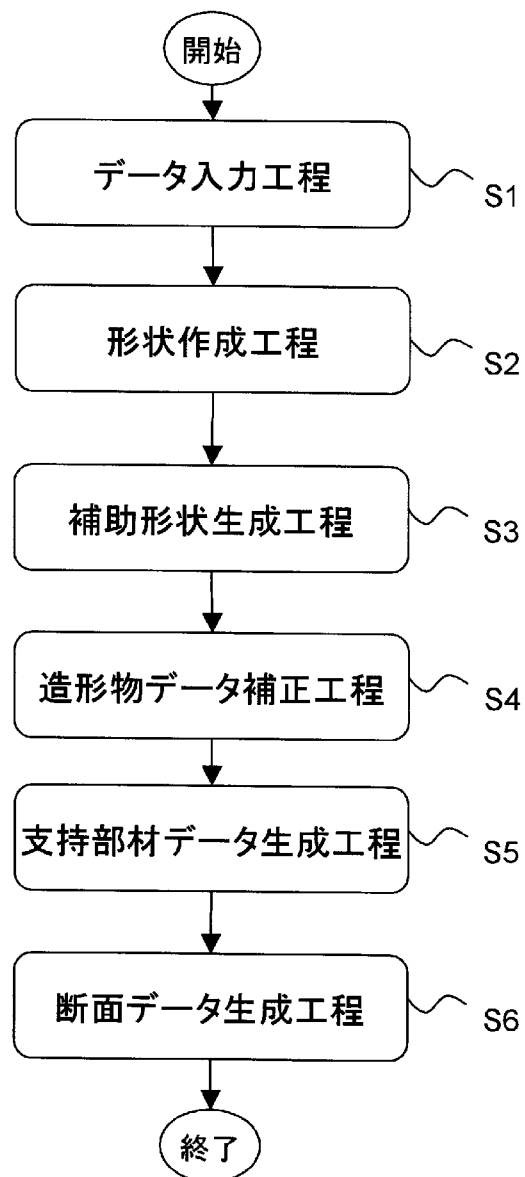 開始
データ入力工程
S1
形状作成工程
S2
補助形状生成工程
S3
造形物データ補正工程
S4
支持部材データ生成工程
S5
断面データ生成工程
S6
終了